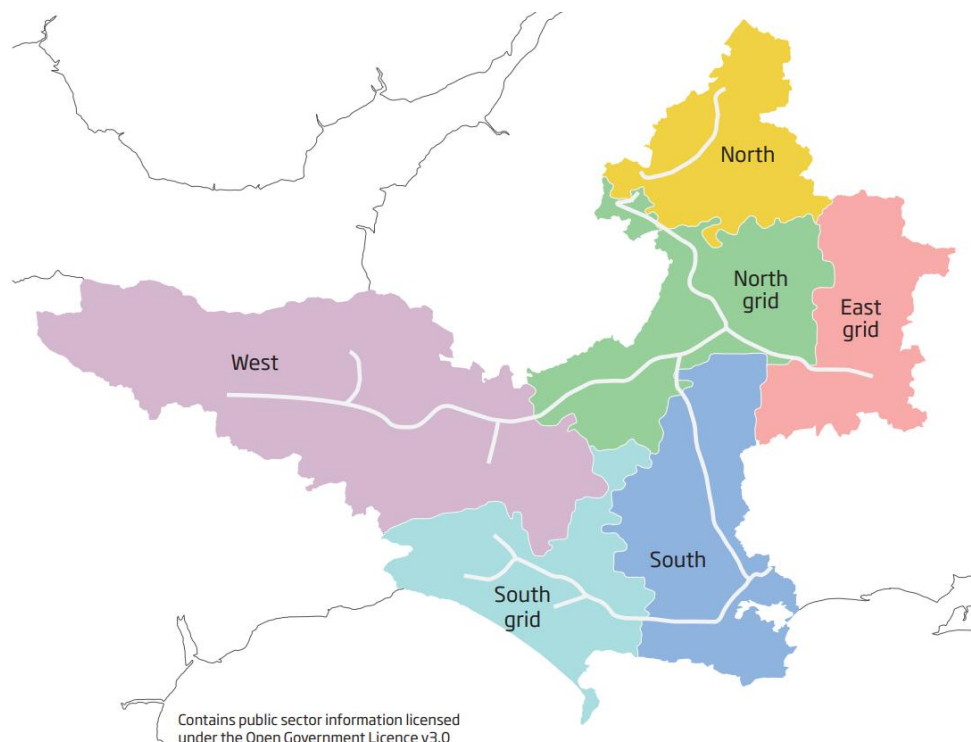 North
North
grid
East
grid
West
South
South
grid
Contains public sector information licensed
under the Open Government Licence v3.0